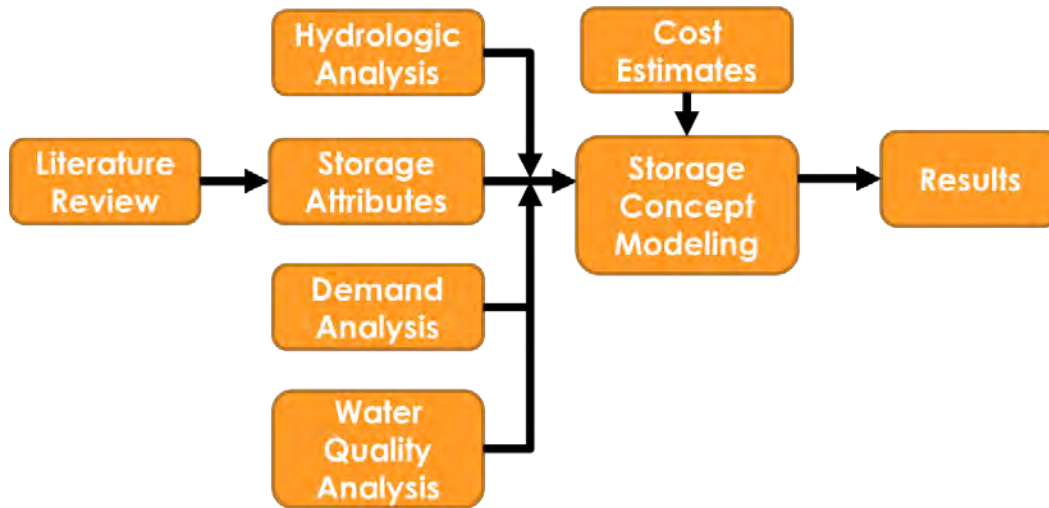 Hydrologic
Analysis
Cost
Estimates
Literature
Review
Storage
Attributes
Storage
Concept
Modeling
Results
Demand
Analysis
Water
Quality
Analysis